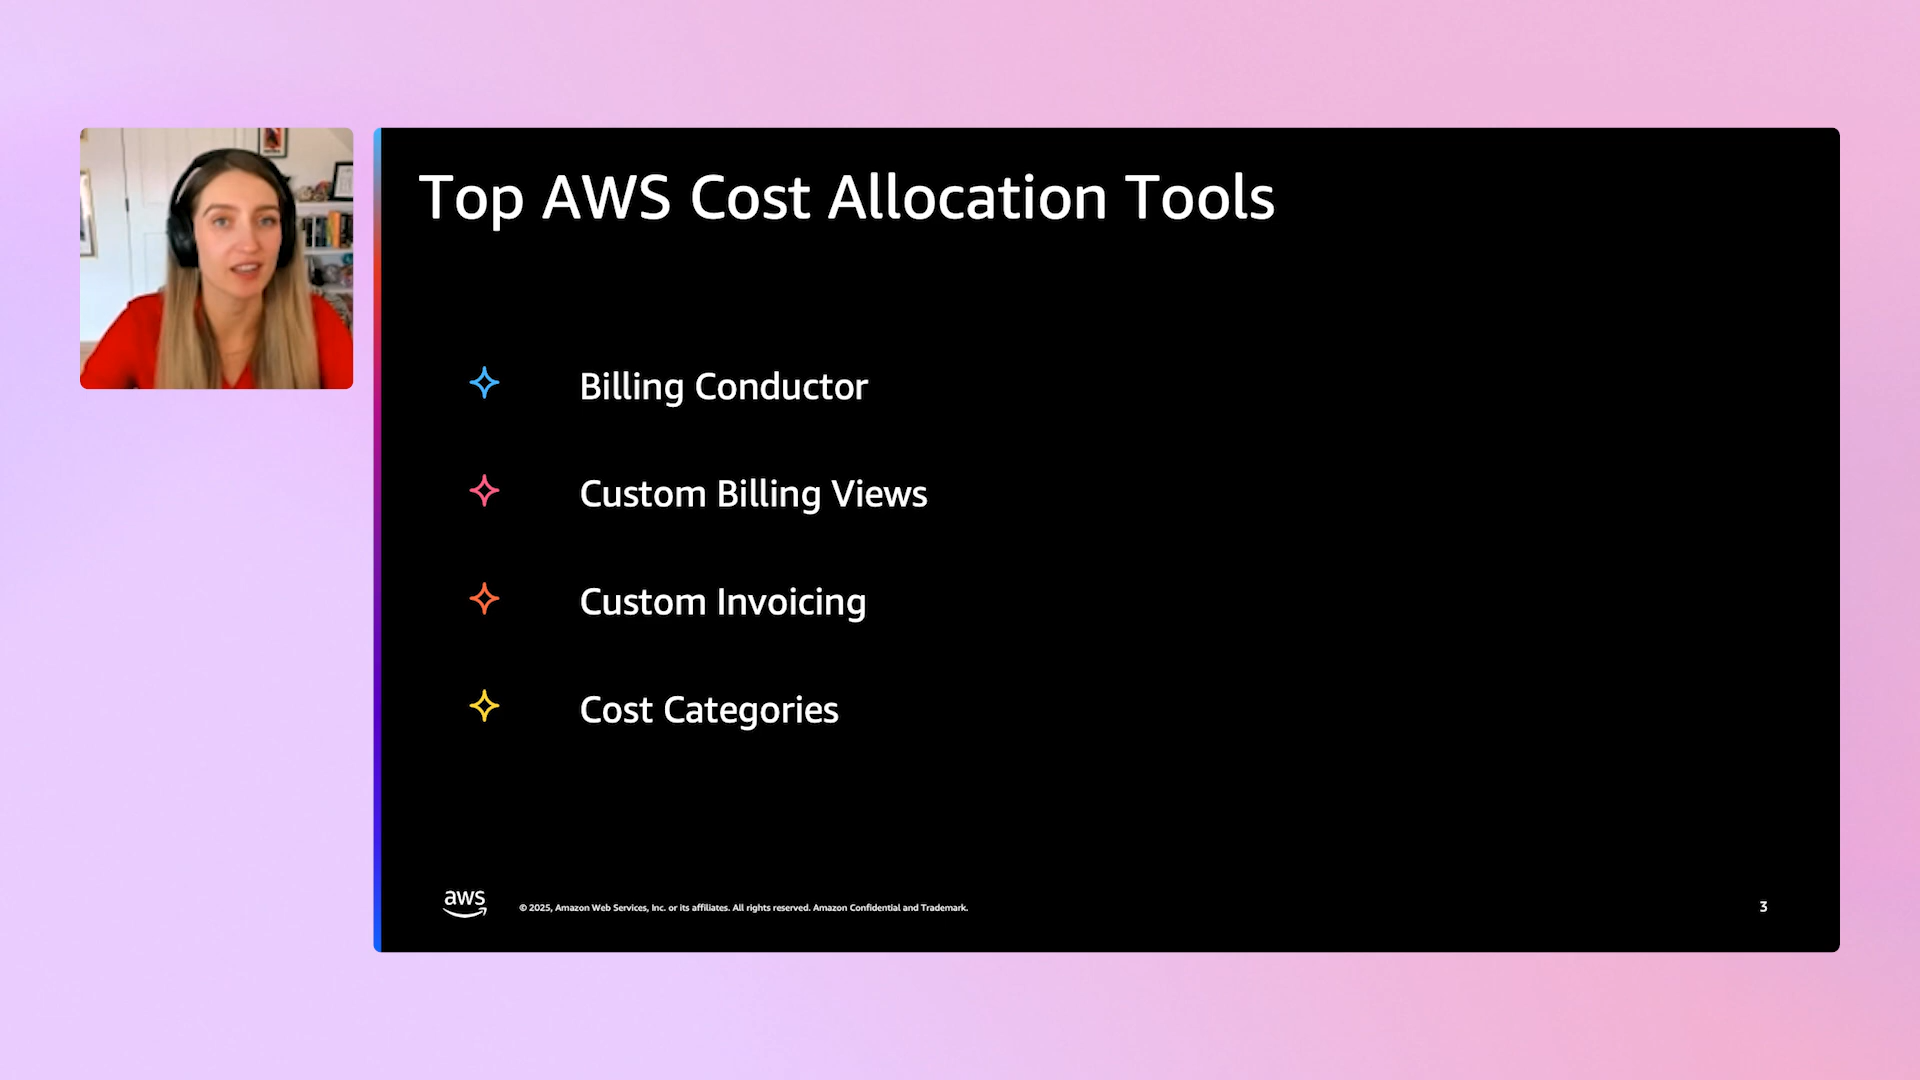 Top AWS Cost Allocation Tools
Billing Conductor
Custom Billing Views
Custom Invoicing
Cost Categories
aws
© 2025, Amazon Web Services, Inc. or its affiliates. All rights reserved. Amazon Confidential and Trademark.
3